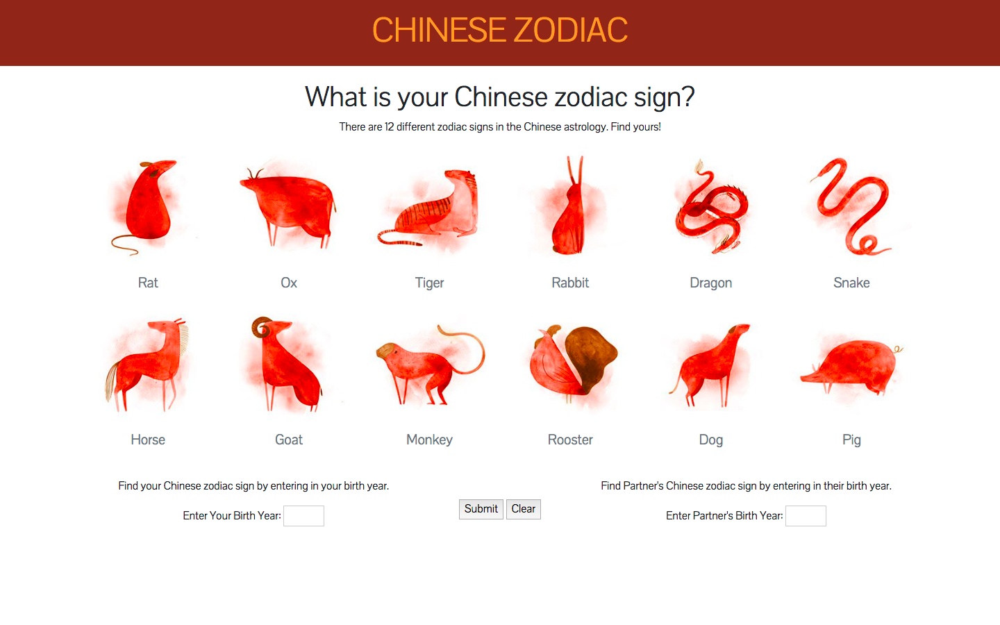 CHINESE ZODIAC
What is your Chinese zodiac sign?
There are 12 different zodiac signs in the Chinese astrology. Find yours!
Rat
Ox
Tiger
Rabbit
Dragon
Snake
Horse
Goat
Monkey
Rooster
Dog
Pig
Find your Chinese zodiac sign by entering in your birth year.
Enter Your Birth Year:
Submit
Clear
Find Partner's Chinese zodiac sign by entering in their birth year.
Enter Partner's Birth Year: